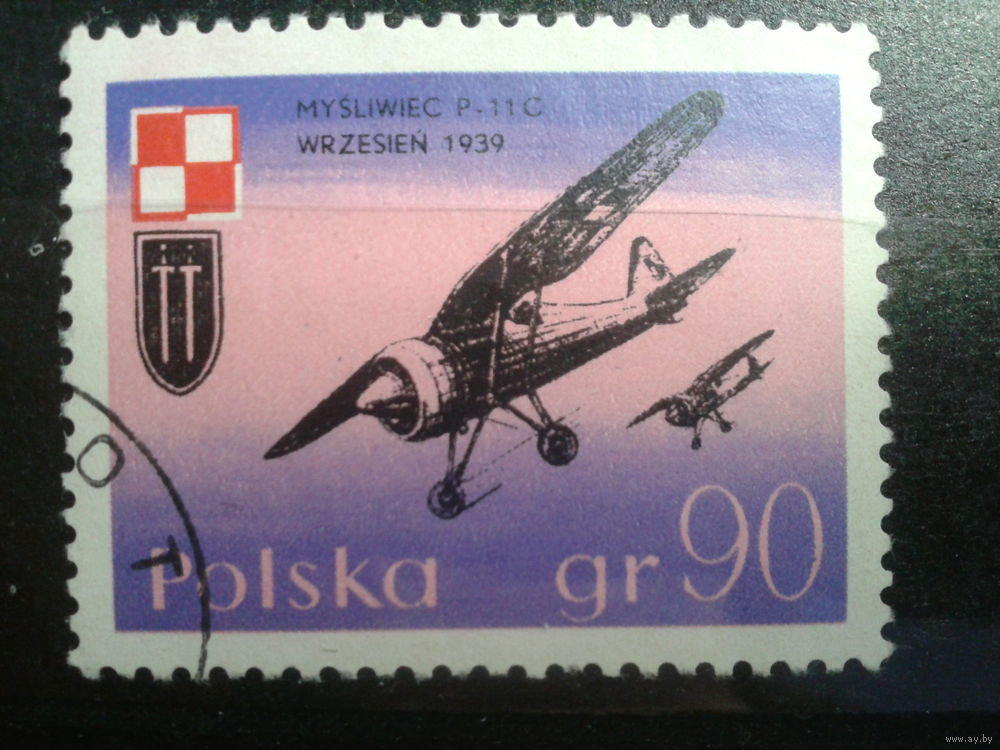 MYŚLIWIEC P-11C
WRZESIEŃ 1939
Polska gr 90
O
T
www.ay.by